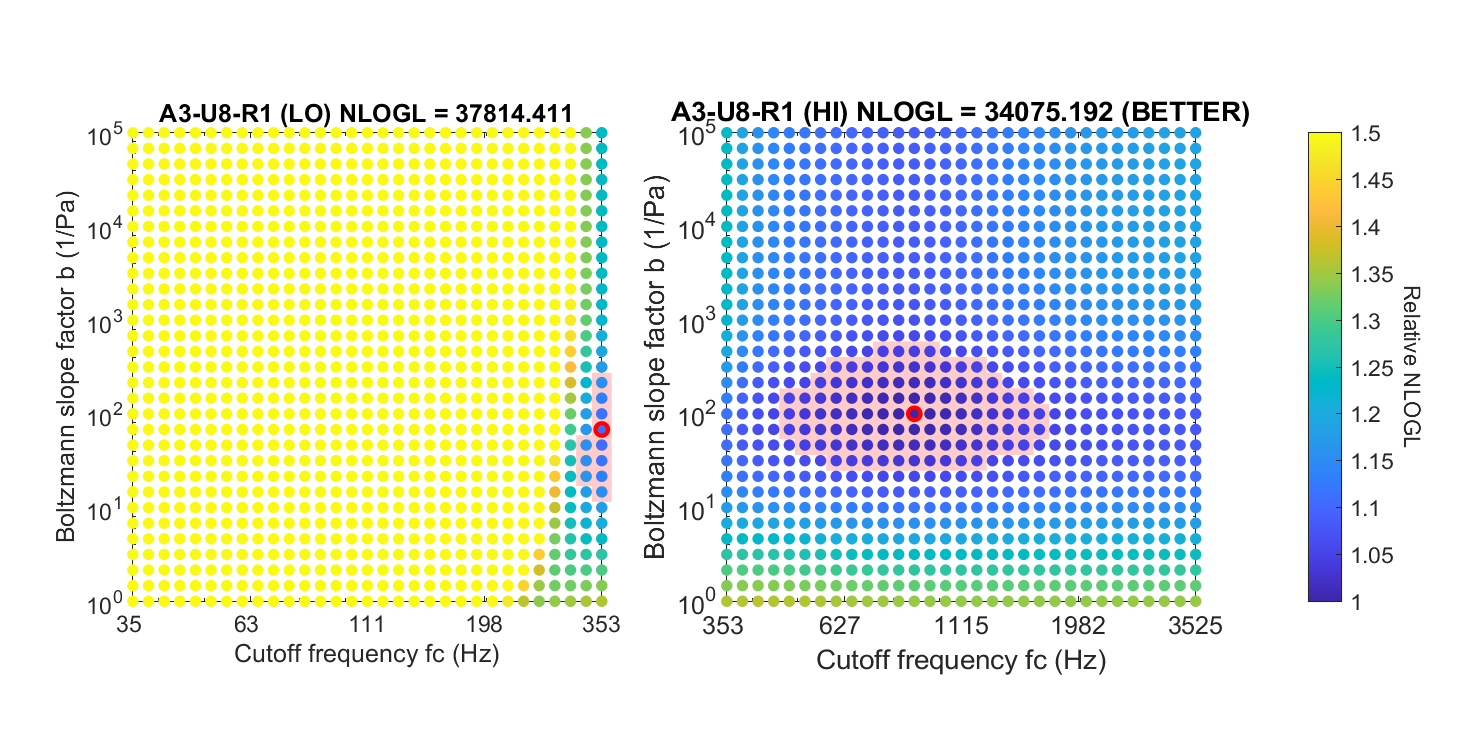 A3-U8-R1 (LO) NLOGL = 37814.411
10^5
10^4
10^3
10^2
10^1
10^0
Boltzmann slope factor b (1/Pa)
35 63 111 198 353
Cutoff frequency fc (Hz)
A3-U8-R1 (HI) NLOGL = 34075.192 (BETTER)
10^5
10^4
10^3
10^2
10^1
10^0
Boltzmann slope factor b (1/Pa)
353 627 1115 1982 3525
Cutoff frequency fc (Hz)
1.5
1.45
1.4
1.35
1.3
1.25
1.2
1.15
1.1
1.05
1
Relative NLOGL